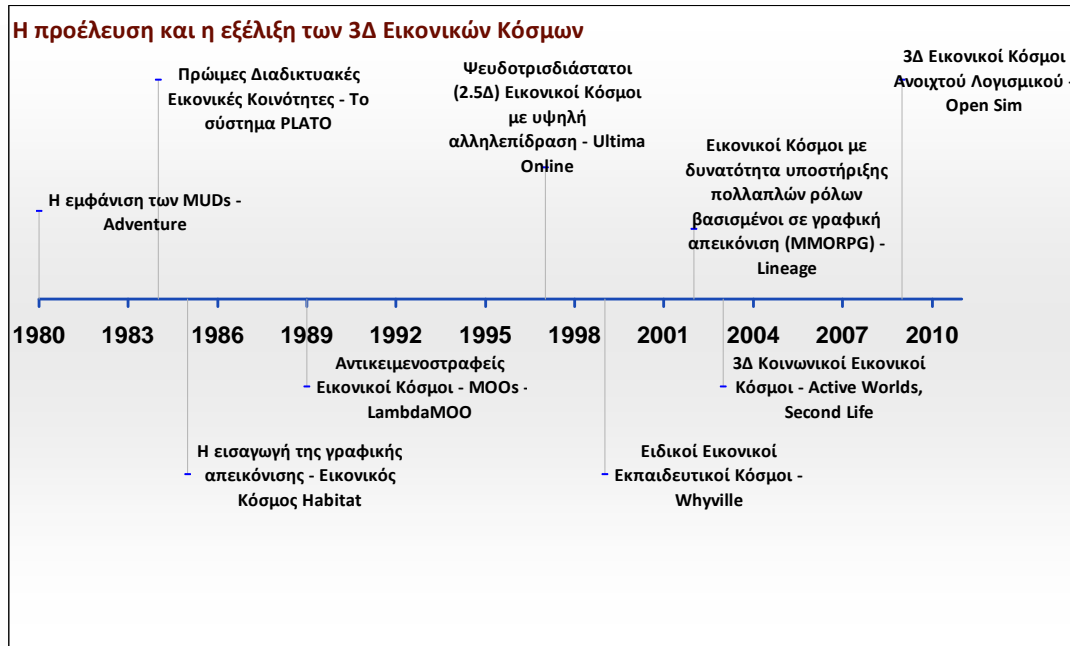 Η προέλευση και η εξέλιξη των 3Δ Εικονικών Κόσμων
Πρώιμες Διαδικτυακές
Εικονικές Κοινότητες - Το
σύστημα PLATO
Η εμφάνιση των MUDs -
Adventure
Ψευδοτρισδιάστατοι
(2.5Δ) Εικονικοί Κόσμοι
με υψηλή
αλληλεπίδραση - Ultima
Online
Εικονικοί Κόσμοι με
δυνατότητα υποστήριξης
πολλαπλών ρόλων
βασισμένοι σε γραφική
απεικόνιση (MMORPG) -
Lineage
3Δ Εικονικοί Κόσμοι
Ανοιχτού Λογισμικού -
Open Sim
1980 1983 1986 1989 1992 1995 1998 2001 2004 2007 2010
Αντικειμενοστραφείς
Εικονικοί Κόσμοι - MOOs -
LambdaMOO
Η εισαγωγή της γραφικής
απεικόνισης - Εικονικός
Κόσμος Habitat
3Δ Κοινωνικοί Εικονικοί
Κόσμοι - Active Worlds,
Second Life
Ειδικοί Εικονικοί
Εκπαιδευτικοί Κόσμοι -
Whyville